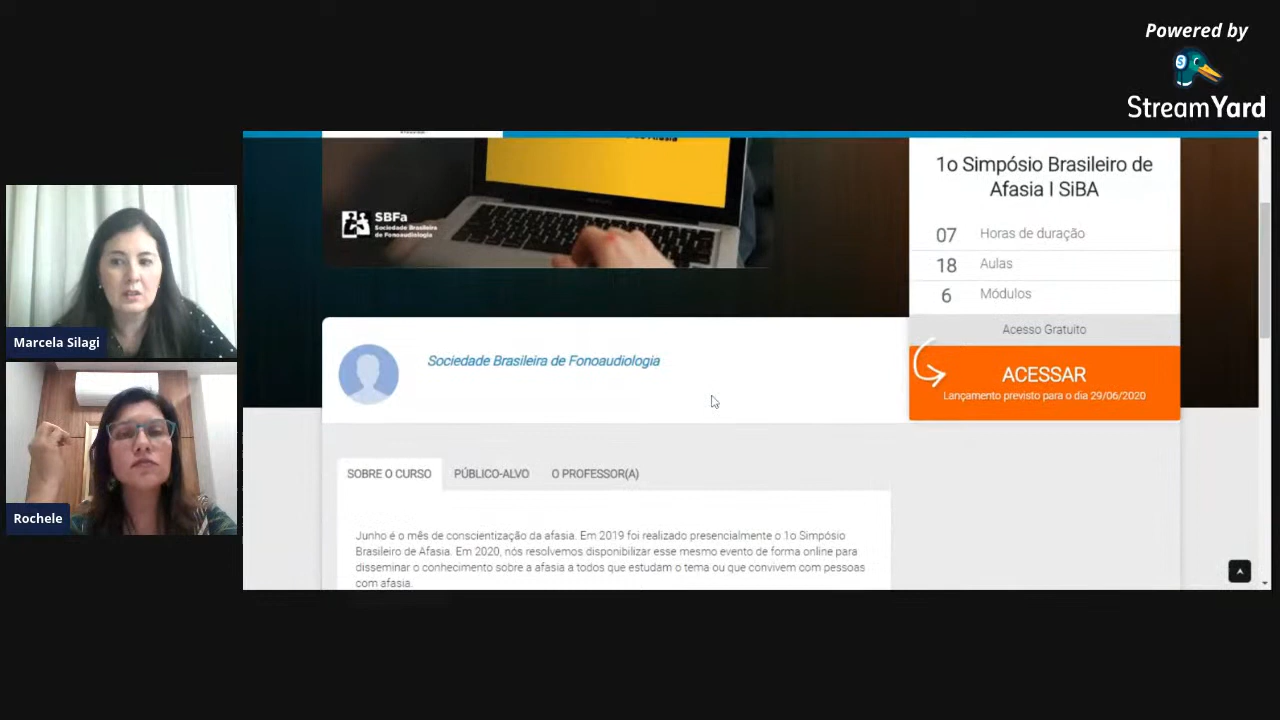 Powered by
StreamYard
1o Simpósio Brasileiro de
Afasia I SiBA
07 Horas de duração
18 Aulas
6 Módulos
Acesso Gratuito
ACESSAR
Lançamento previsto para o dia 29/06/2020
SBFa
Sociedade Brasileira
de Fonoaudiologia
Sociedade Brasileira de Fonoaudiologia
SOBRE O CURSO
PÚBLICO-ALVO
O PROFESSOR(A)
Junho é o mês de conscientização da afasia. Em 2019 foi realizado presencialmente o 1o Simpósio
Brasileiro de Afasia. Em 2020, nós resolvemos disponibilizar esse mesmo evento de forma online para
disseminar o conhecimento sobre a afasia a todos que estudam o tema ou que convivem com pessoas
com afasia.
Marcela Silagi
Rochele